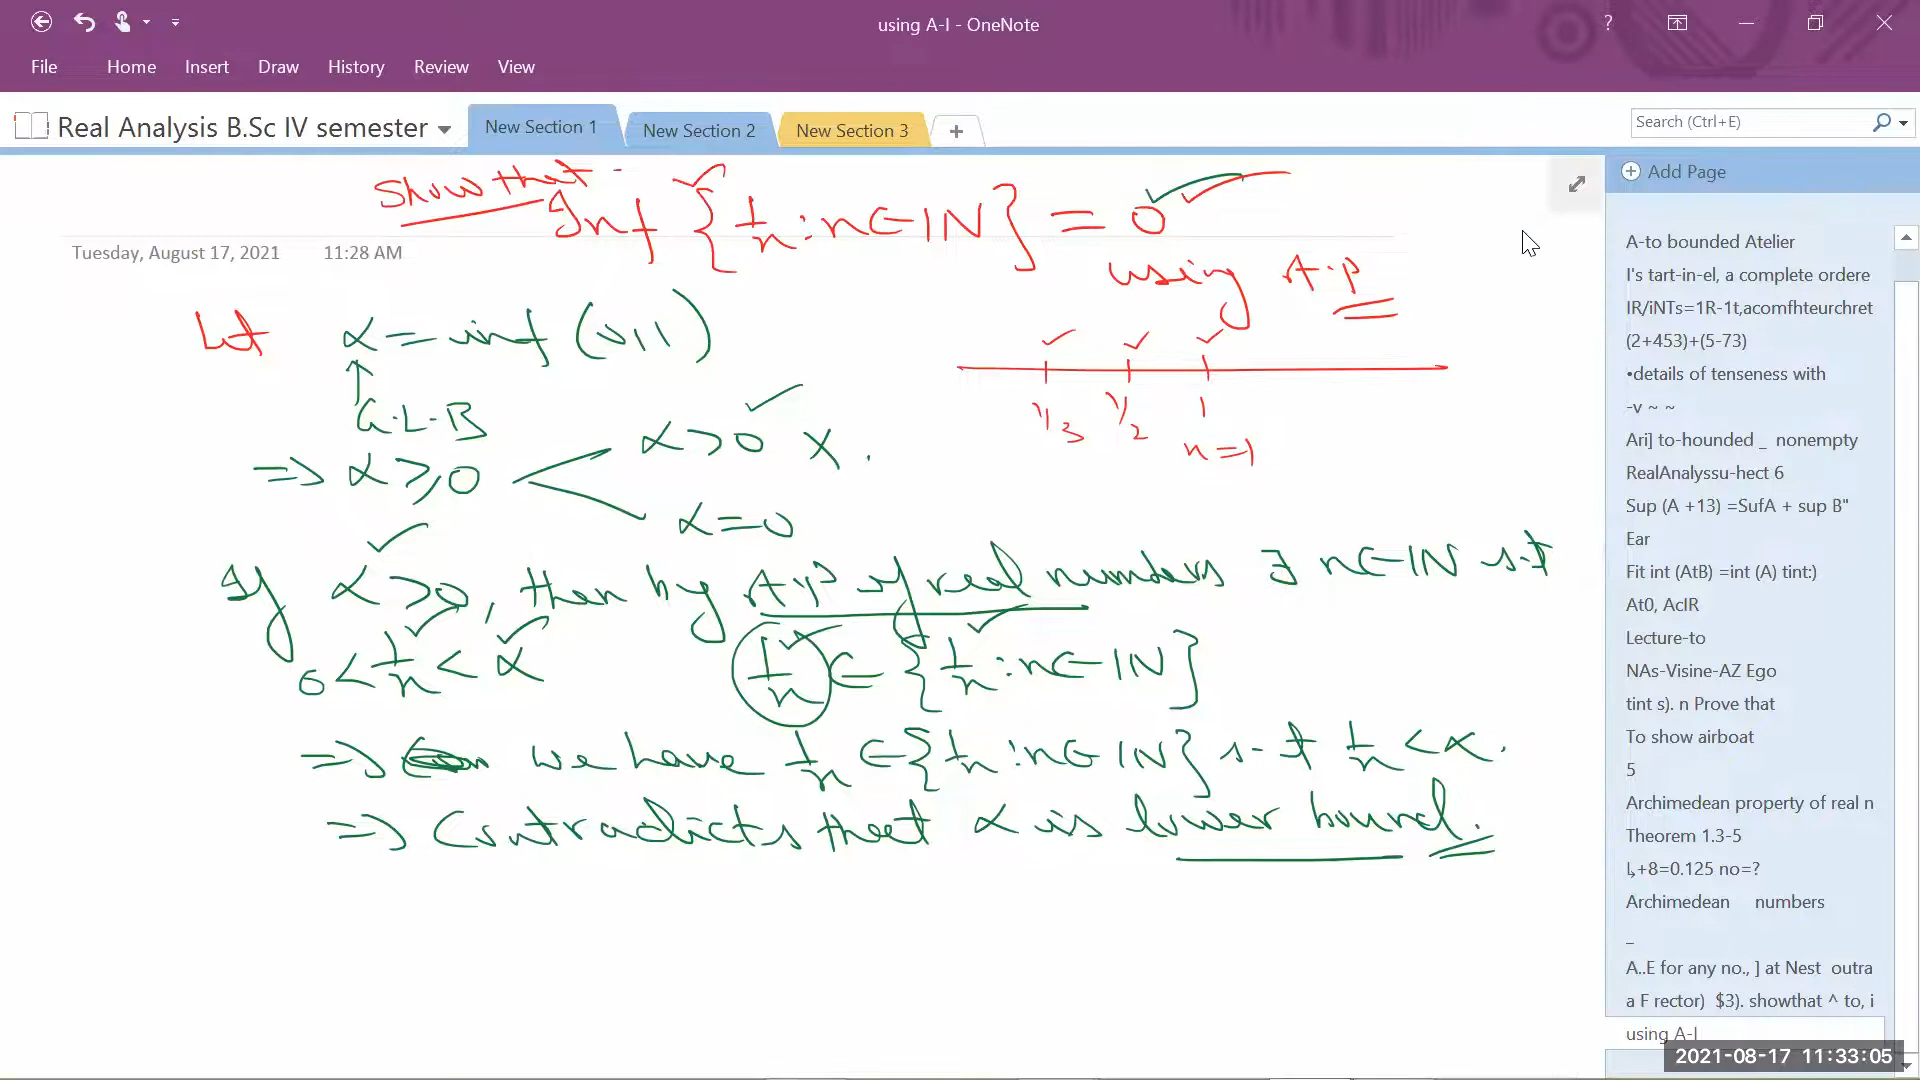 using A-I - OneNote
File Home Insert Draw History Review View
Real Analysis B.Sc IV semester
New Section 1 New Section 2 New Section 3
Search (Ctrl+E)
Show that
Inf {1/n : n ∈ IN} = 0
Tuesday, August 17, 2021 11:28 AM
using A.P
Let α = inf (0,1)
G.L.B
1/3 1/2 1
n=1
α > 0 X .
=> α ≥ 0
α = 0
If α > 0, then by A.P of real numbers ∃ n ∈ IN s.t
0 < 1/n < α 1/n ∈ {1/n : n ∈ IN}
=> we have 1/n ∈ {1/n : n ∈ IN} s.t 1/n < α.
=> Contradicts that α is lower bound.
Add Page
A-to bounded Atelier
I's tart-in-el, a complete ordere
IR/iNTs=1R-1t,acomfhteurchret
(2+453)+(5-73)
•details of tenseness with
-v ~ ~
Ari] to-hounded _ nonempty
RealAnalyssu-hect 6
Sup (A +13) =SufA + sup B"
Ear
Fit int (AtB) =int (A) tint:)
At0, AclR
Lecture-to
NAs-Visine-AZ Ego
tint s). n Prove that
To show airboat
5
Archimedean property of real n
Theorem 1.3-5
+8=0.125 no=?
Archimedean numbers
_
A..E for any no., ] at Nest outra
a F rector) $3). showthat ^ to, i
using A-I
2021-08-17 11:33:05